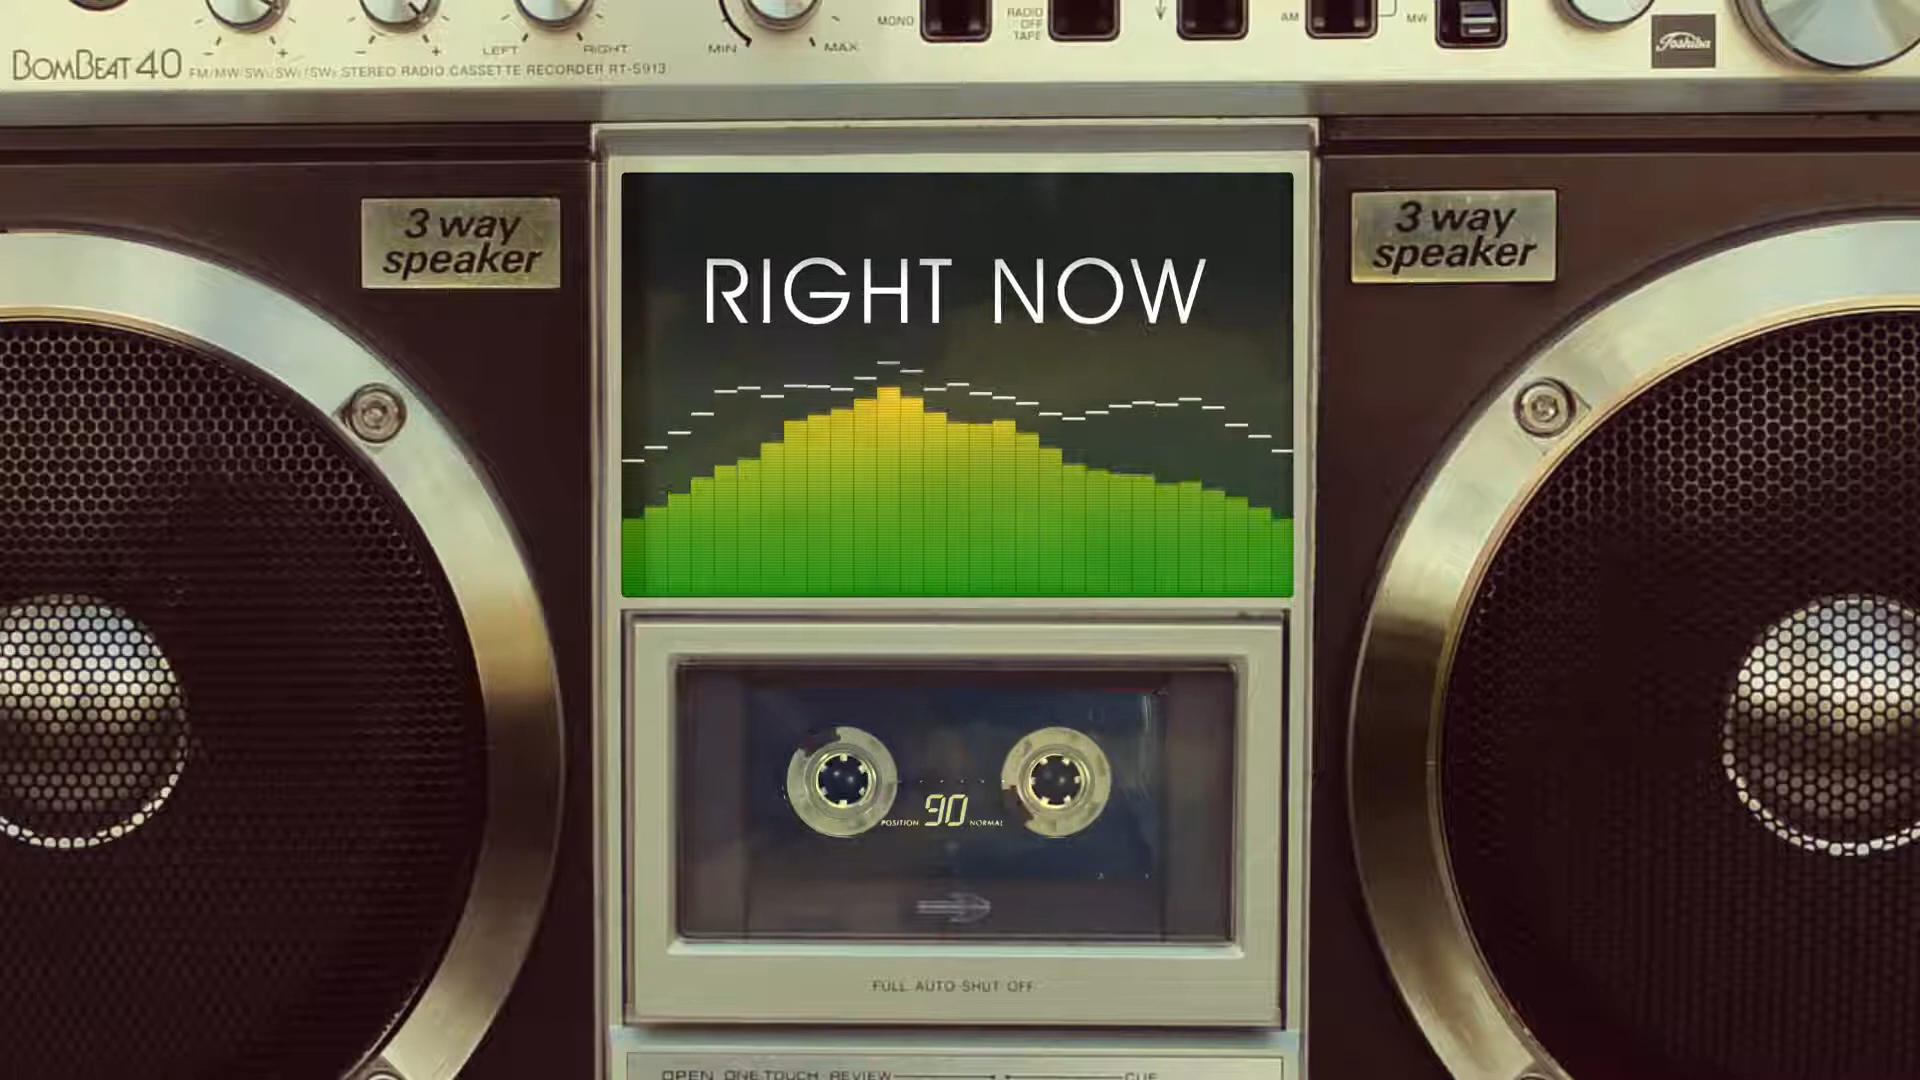 MONO
RADIO
OFF
TAPE
AM
MW
LEFT
RIGHT
MIN
MAX
Toshiba
BOMBEAT 40
FM/MW/SW₁/SW₂/SW₃ STEREO RADIO CASSETTE RECORDER RT-S913
3 way
speaker
3 way
speaker
RIGHT NOW
POSITION 90 NORMAL
FULL AUTO SHUT OFF
OPEN ONE TOUCH REVIEW
CUE